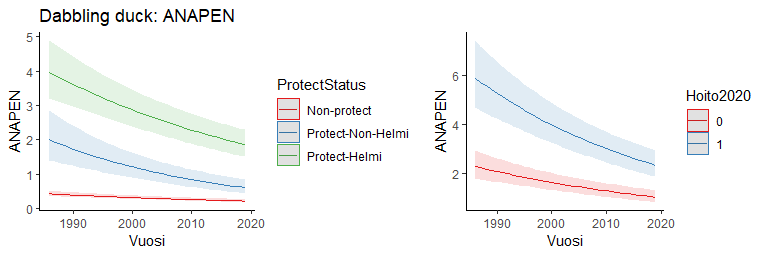 Dabbling duck: ANAPEN
5
4
3
2
1
0
ANAPEN
1990
2000
2010
2020
Vuosi
ProtectStatus
Non-protect
Protect-Non-Helmi
Protect-Helmi
6
4
2
ANAPEN
1990
2000
2010
2020
Vuosi
Hoito2020
0
1